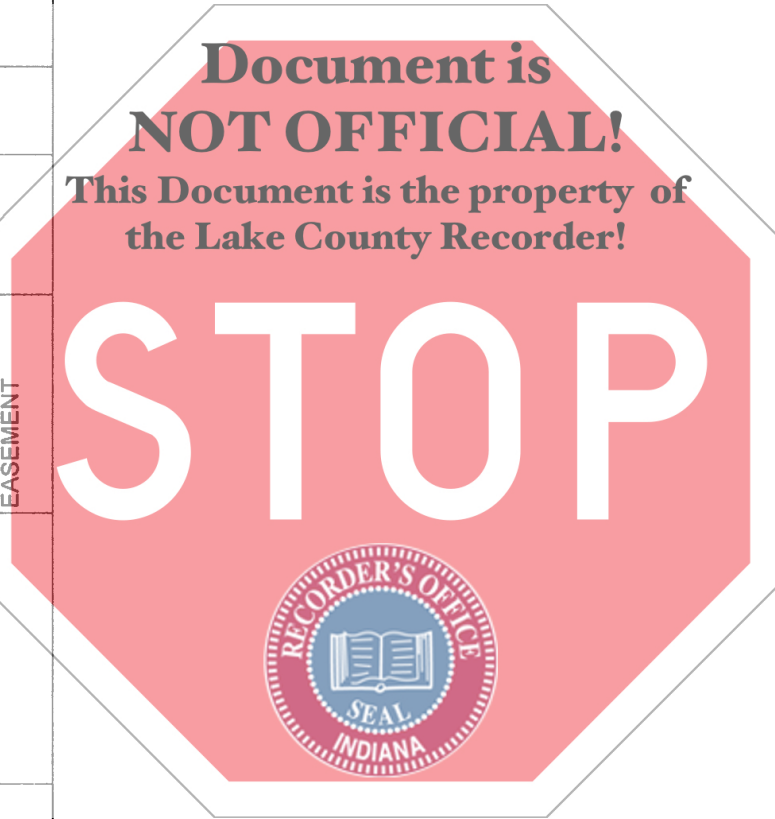 Document is
NOT OFFICIAL!
This Document is the property of
the Lake County Recorder!
STOP
EASEMENT
RECORDER'S OFFICE
SEAL
INDIANA